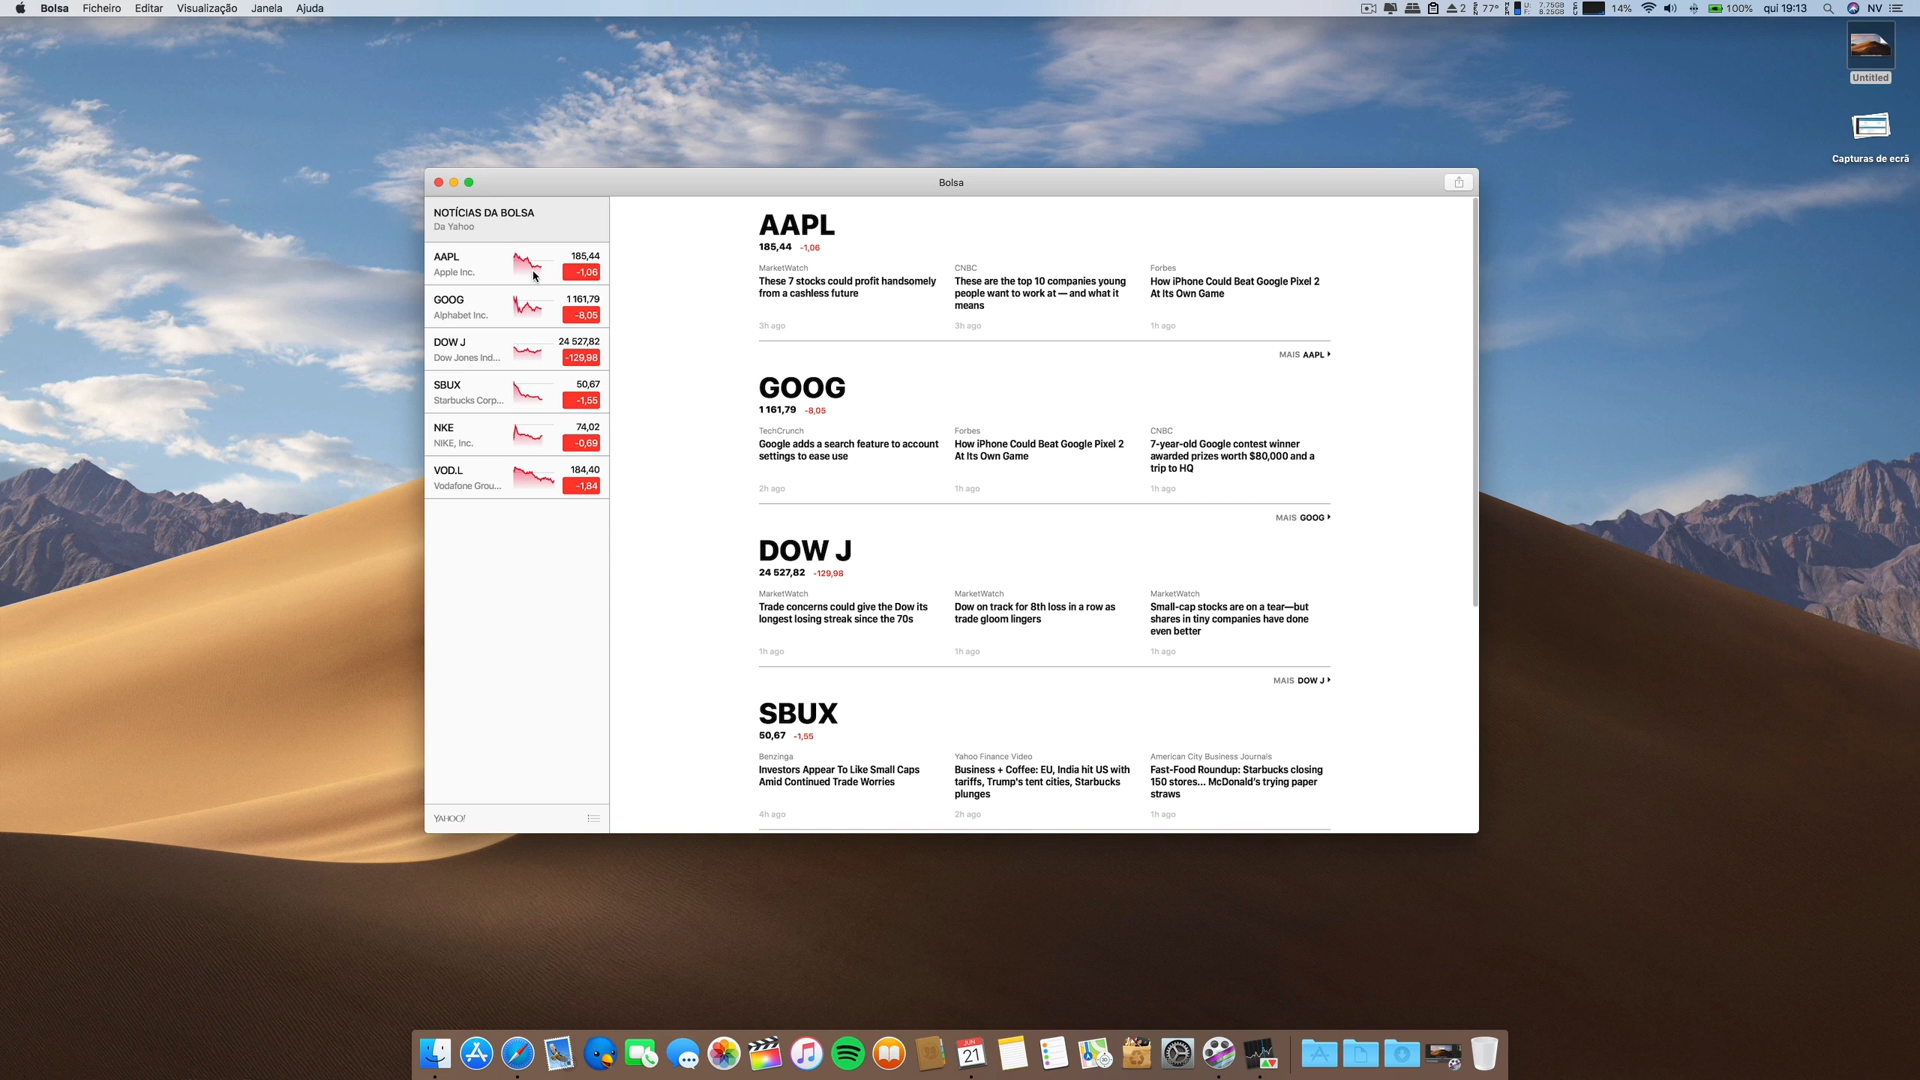 Bolsa Ficheiro Editar Visualização Janela Ajuda
2 77° 7.75GB 8.25GB 14% 100% qui 19:13 NV
Untitled
Capturas de ecrã
Bolsa
NOTÍCIAS DA BOLSA
Da Yahoo
AAPL 185,44
Apple Inc. -1,06
GOOG 1 161,79
Alphabet Inc. -8,05
DOW J 24 527,82
Dow Jones Ind... -129,98
SBUX 50,67
Starbucks Corp... -1,55
NKE 74,02
NIKE, Inc. -0,69
VOD.L 184,40
Vodafone Grou... -1,84
YAHOO!
AAPL
185,44 -1,06
MarketWatch
These 7 stocks could profit handsomely
from a cashless future
3h ago
CNBC
These are the top 10 companies young
people want to work at — and what it
means
3h ago
Forbes
How iPhone Could Beat Google Pixel 2
At Its Own Game
1h ago
MAIS AAPL
GOOG
1 161,79 -8,05
TechCrunch
Google adds a search feature to account
settings to ease use
2h ago
Forbes
How iPhone Could Beat Google Pixel 2
At Its Own Game
1h ago
CNBC
7-year-old Google contest winner
awarded prizes worth $80,000 and a
trip to HQ
1h ago
MAIS GOOG
DOW J
24 527,82 -129,98
MarketWatch
Trade concerns could give the Dow its
longest losing streak since the 70s
1h ago
MarketWatch
Dow on track for 8th loss in a row as
trade gloom lingers
1h ago
MarketWatch
Small-cap stocks are on a tear—but
shares in tiny companies have done
even better
1h ago
MAIS DOW J
SBUX
50,67 -1,55
Benzinga
Investors Appear To Like Small Caps
Amid Continued Trade Worries
4h ago
Yahoo Finance Video
Business + Coffee: EU, India hit US with
tariffs, Trump's tent cities, Starbucks
plunges
2h ago
American City Business Journals
Fast-Food Roundup: Starbucks closing
150 stores... McDonald's trying paper
straws
1h ago
JUN
21